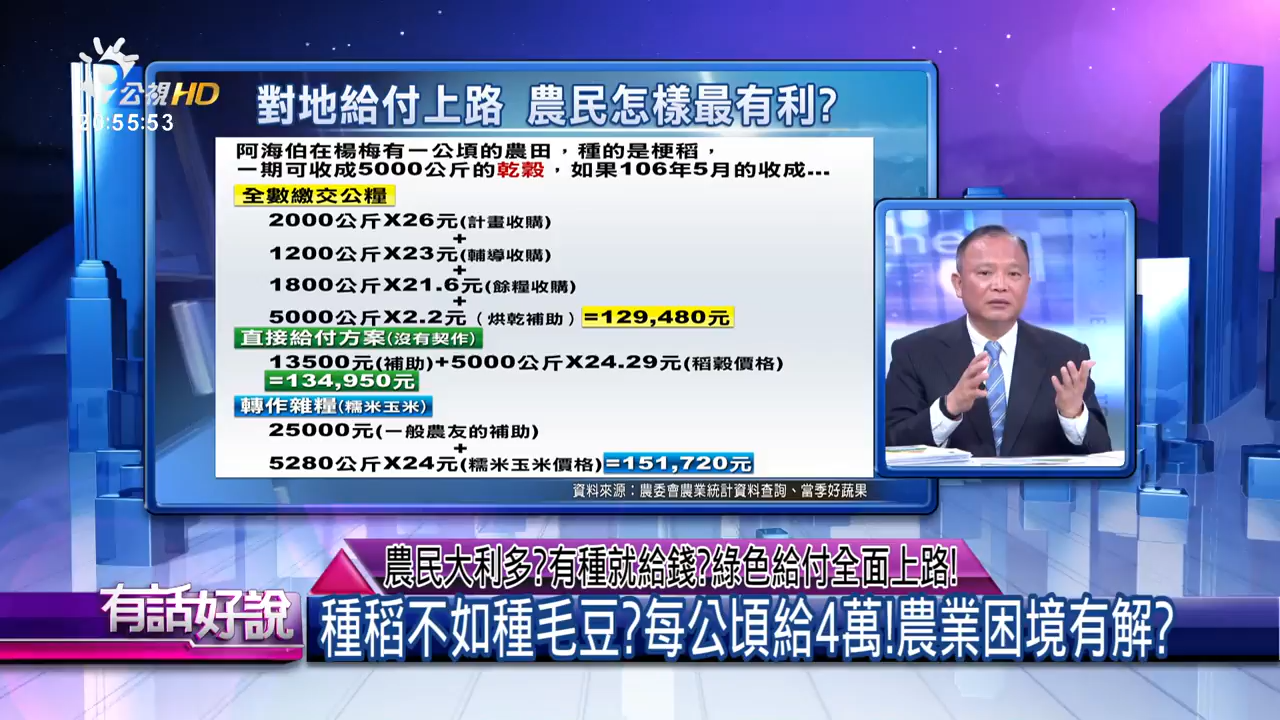 公視HD
20:55:53
對地給付上路 農民怎樣最有利?
阿海伯在楊梅有一公頃的農田，種的是梗稻，
一期可收成5000公斤的乾穀，如果106年5月的收成...
全數繳交公糧
2000公斤X26元(計畫收購)
+
1200公斤X23元(輔導收購)
+
1800公斤X21.6元(餘糧收購)
+
5000公斤X2.2元（烘乾補助）=129,480元
直接給付方案(沒有契作)
13500元(補助)+5000公斤X24.29元(稻穀價格)
=134,950元
轉作雜糧(糯米玉米)
25000元(一般農友的補助)
+
5280公斤X24元(糯米玉米價格)=151,720元
資料來源：農委會農業統計資料查詢、當季好蔬果
農民大利多?有種就給錢?綠色給付全面上路!
有話好說
種稻不如種毛豆?每公頃給4萬!農業困境有解?